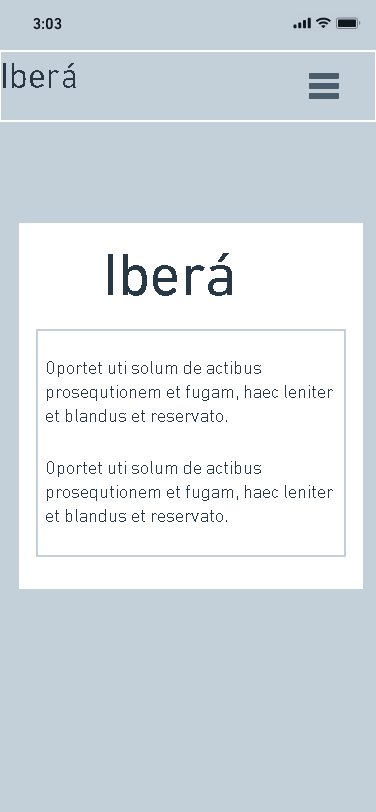 3:03
Iberá
Iberá
Oportet uti solum de actibus
prosequtionem et fugam, haec leniter
et blandus et reservato.
Oportet uti solum de actibus
prosequtionem et fugam, haec leniter
et blandus et reservato.